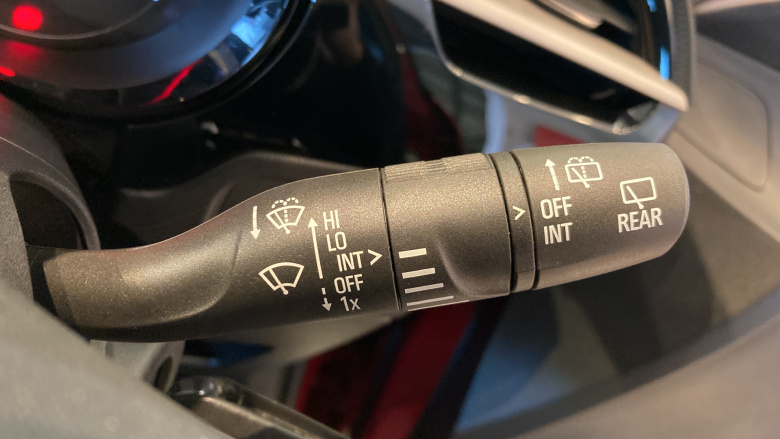 HI
LO
INT >
OFF
1x
>
OFF
INT
REAR